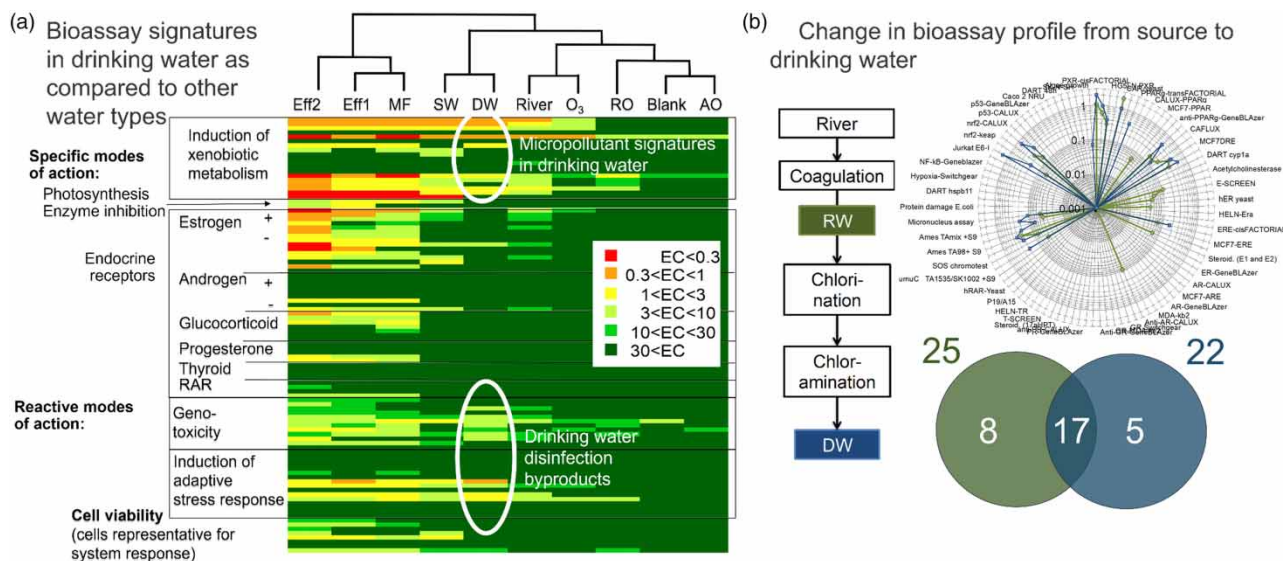 (a)
Bioassay signatures
in drinking water as
compared to other
water types
Eff2 Eff1 MF SW DW River O3 RO Blank AO
Induction of
xenobiotic
metabolism
Micropollutant signatures
in drinking water
Specific modes
of action:
Photosynthesis
Enzyme inhibition
Estrogen +
-
Endocrine
receptors
Androgen +
-
Glucocorticoid
Progesterone
Thyroid
RAR
EC<0.3
0.3<EC<1
1<EC<3
3<EC<10
10<EC<30
30<EC
Reactive modes
of action:
Geno-
toxicity
Induction of
adaptive
stress response
Drinking water
disinfection
byproducts
Cell viability
(cells representative for
system response)
(b)
Change in bioassay profile from source to
drinking water
River
Coagulation
RW
Chlori-
nation
Chlor-
amination
DW
1
0.1
0.01
0.001
PXR-cisFACTORIAL
HG5LN-PXR
PPARg-transFACTORIAL
CALUX-PPARg
MCF7-PPAR
anti-PPARg-GeneBLAzer
CAFLUX
MCF7DRE
DART cyp1a
Acetylcholinesterase
E-SCREEN
hER yeast
HELN-Era
ERE-cisFACTORIAL
MCF7-ERE
Steroid. (E1 and E2)
ER-GeneBLAzer
AR-CALUX
MCF7-ARE
AR-GeneBLAzer
MDA-kb2
Anti-AR-CALUX
T-SCREEN
HELN-TR
P19/A15
hRAR-Yeast
umuC TA1535/SK1002 +S9
SOS chromotest
Ames TA98+ S9
Ames TAmix +S9
Micronucleus assay
Protein damage E.coli
DART hspb11
Hypoxia-Switchgear
NF-kB-Geneblazer
Jurkat E6-I
nrf2-keap
nrf2-CALUX
p53-CALUX
p53-GeneBLAzer
Caco 2 NRU
25
22
8
17
5